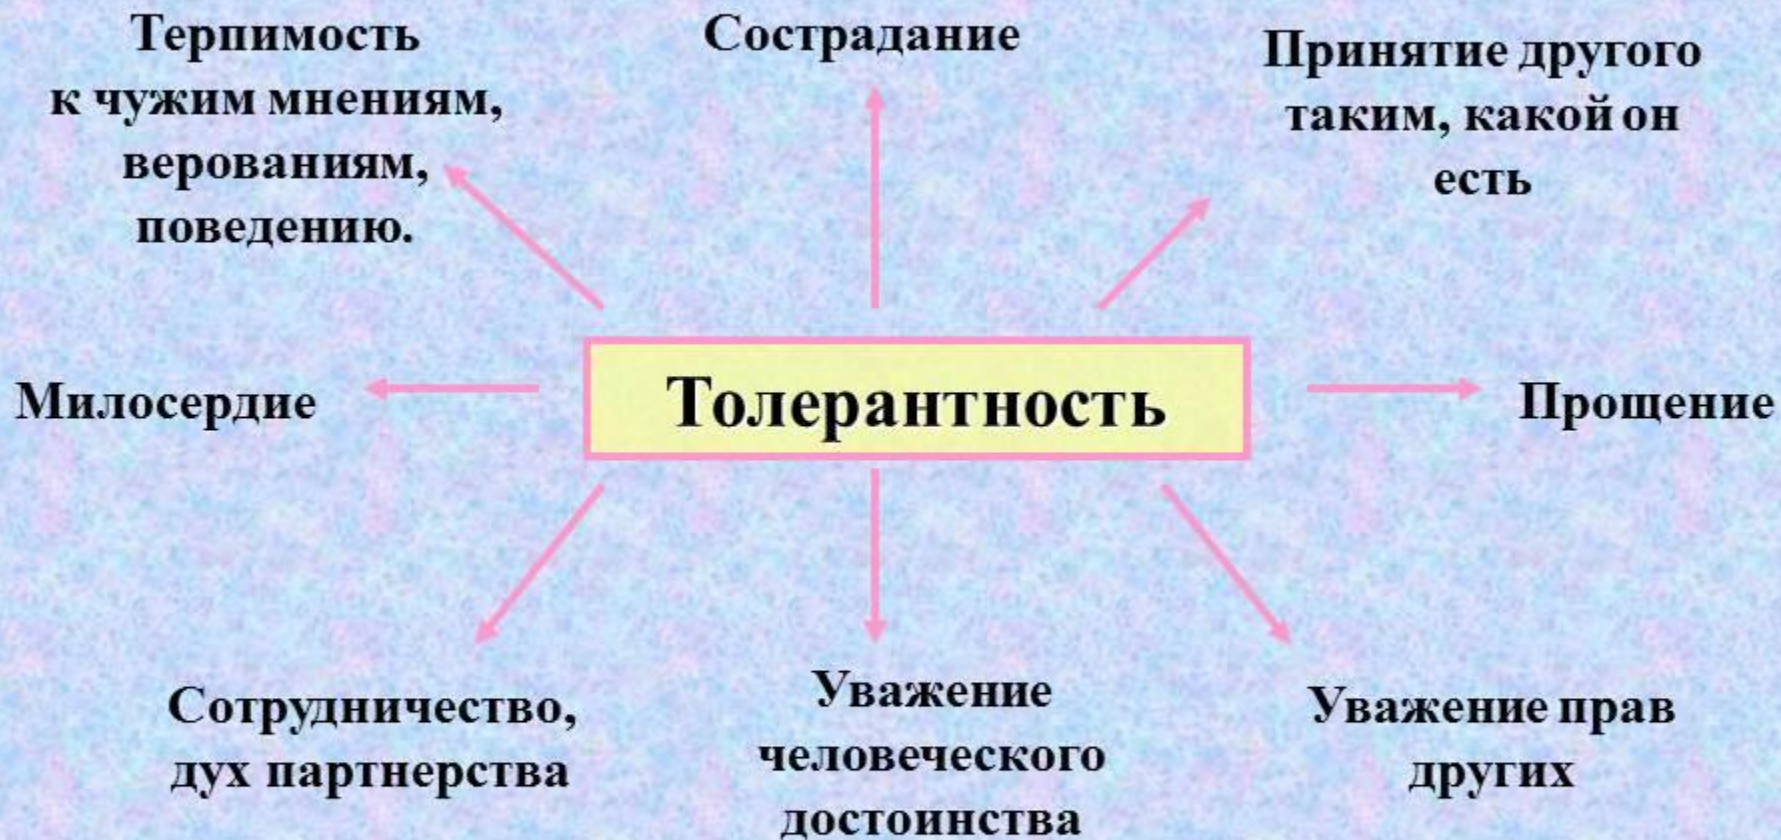 Терпимость
к чужим мнениям,
верованиям,
поведению.
Сострадание
Принятие другого
таким, какой он
есть
Милосердие
Толерантность
Прощение
Сотрудничество,
дух партнерства
Уважение
человеческого
достоинства
Уважение прав
других